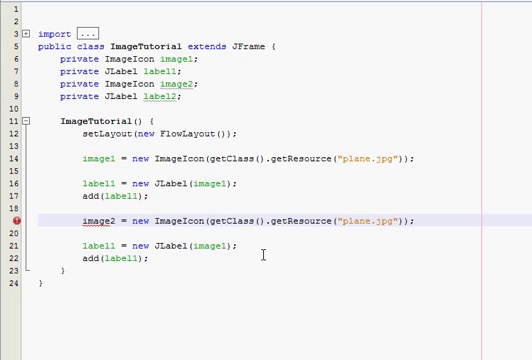 1
2
3 import ...
5 public class ImageTutorial extends JFrame {
6 private ImageIcon image1;
7 private JLabel label1;
8 private ImageIcon image2;
9 private JLabel label2;
10
11 ImageTutorial() {
12 setLayout(new FlowLayout());
13
14 image1 = new ImageIcon(getClass().getResource("plane.jpg"));
15
16 label1 = new JLabel(image1);
17 add(label1);
18
image2 = new ImageIcon(getClass().getResource("plane.jpg"));
20
21 label1 = new JLabel(image1);
22 add(label1);
23 }
24 }